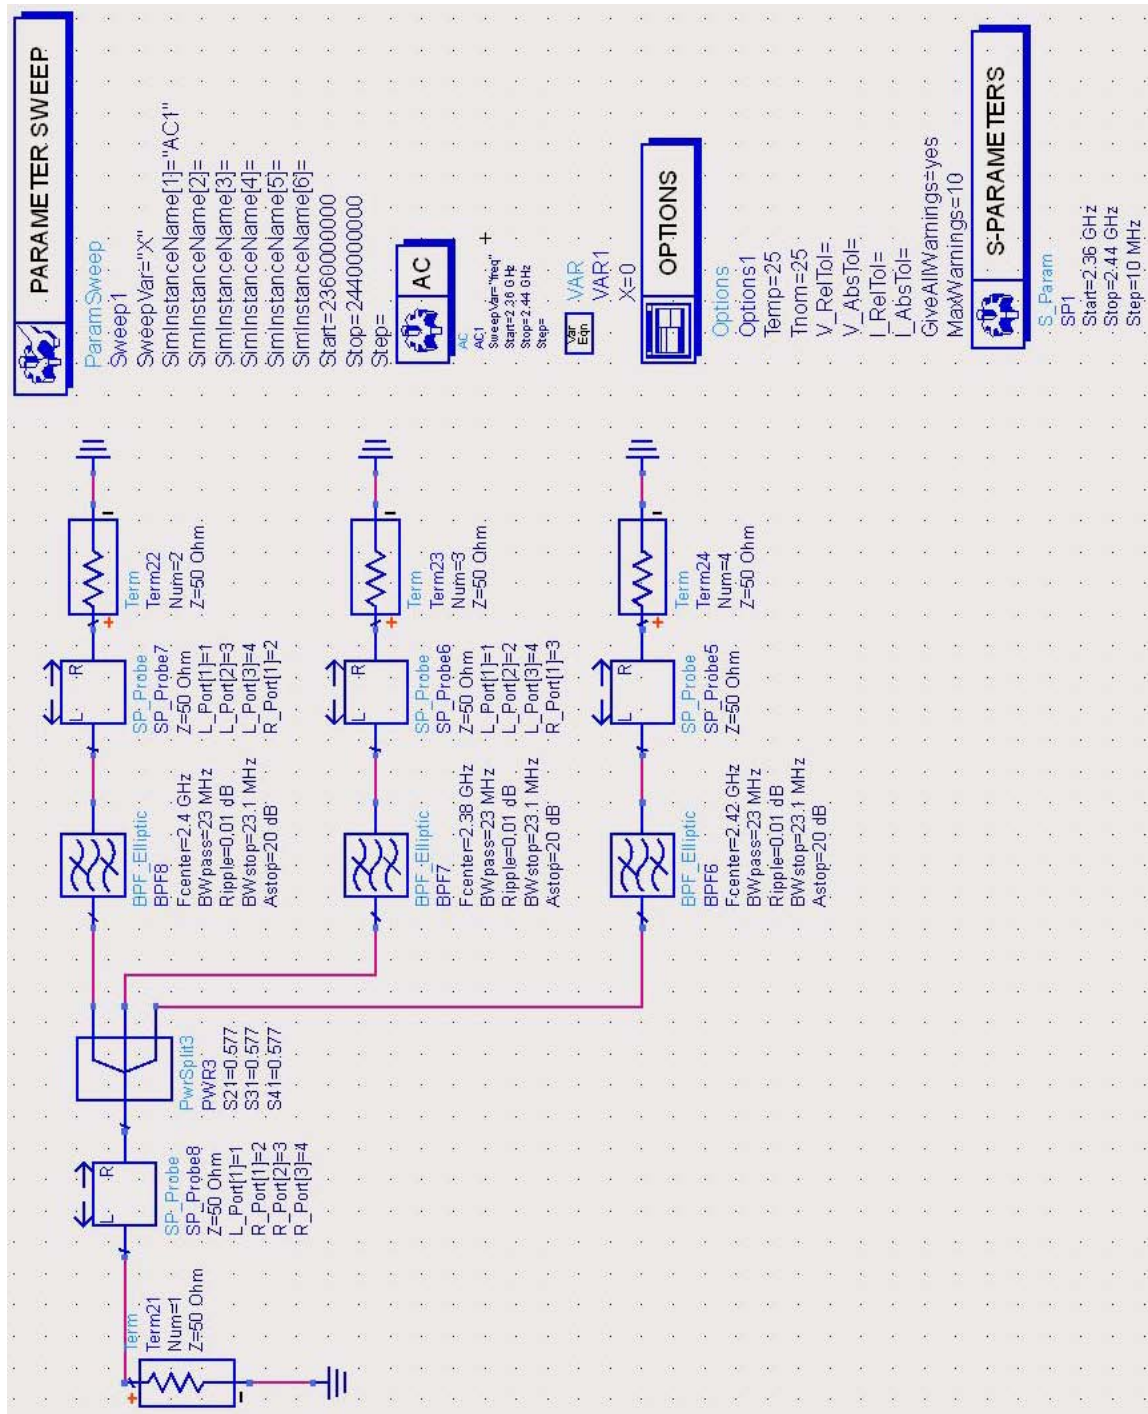 PARAMETER SWEEP
ParamSweep
Sweep1
SweepVar="X"
SimInstanceName[1]="AC1"
SimInstanceName[2]=
SimInstanceName[3]=
SimInstanceName[4]=
SimInstanceName[5]=
SimInstanceName[6]=
Start=2360000000
Stop=2440000000
Step=
AC
AC
AC1
SweepVar="freq"
Start=2.36 GHz
Stop=2.44 GHz
Step=
+
Var
Eqn
VAR
VAR1
X=0
OPTIONS
Options
Options1
Temp=25
Tnom=25
V_RelTol=
V_AbsTol=
I_RelTol=
I_AbsTol=
GiveAllWarnings=yes
MaxWarnings=10
S-PARAMETERS
S_Param
SP1
Start=2.36 GHz
Stop=2.44 GHz
Step=10 MHz
+
-
Term
Term22
Num=2
Z=50 Ohm
+
-
Term
Term23
Num=3
Z=50 Ohm
+
-
Term
Term24
Num=4
Z=50 Ohm
L
R
SP_Probe
SP_Probe7
Z=50 Ohm
L_Port[1]=1
L_Port[2]=3
L_Port[3]=4
R_Port[1]=2
L
R
SP_Probe
SP_Probe6
Z=50 Ohm
L_Port[1]=1
L_Port[2]=2
L_Port[3]=4
R_Port[1]=3
L
R
SP_Probe
SP_Probe5
Z=50 Ohm
BPF_Elliptic
BPF8
Fcenter=2.4 GHz
BWpass=23 MHz
Ripple=0.01 dB
BWstop=23.1 MHz
Astop=20 dB
BPF_Elliptic
BPF7
Fcenter=2.38 GHz
BWpass=23 MHz
Ripple=0.01 dB
BWstop=23.1 MHz
Astop=20 dB
BPF_Elliptic
BPF6
Fcenter=2.42 GHz
BWpass=23 MHz
Ripple=0.01 dB
BWstop=23.1 MHz
Astop=20 dB
PwrSplit3
PWR3
S21=0.577
S31=0.577
S41=0.577
L
R
SP_Probe
SP_Probe8
Z=50 Ohm
L_Port[1]=1
R_Port[1]=2
R_Port[2]=3
R_Port[3]=4
+
-
Term
Term21
Num=1
Z=50 Ohm